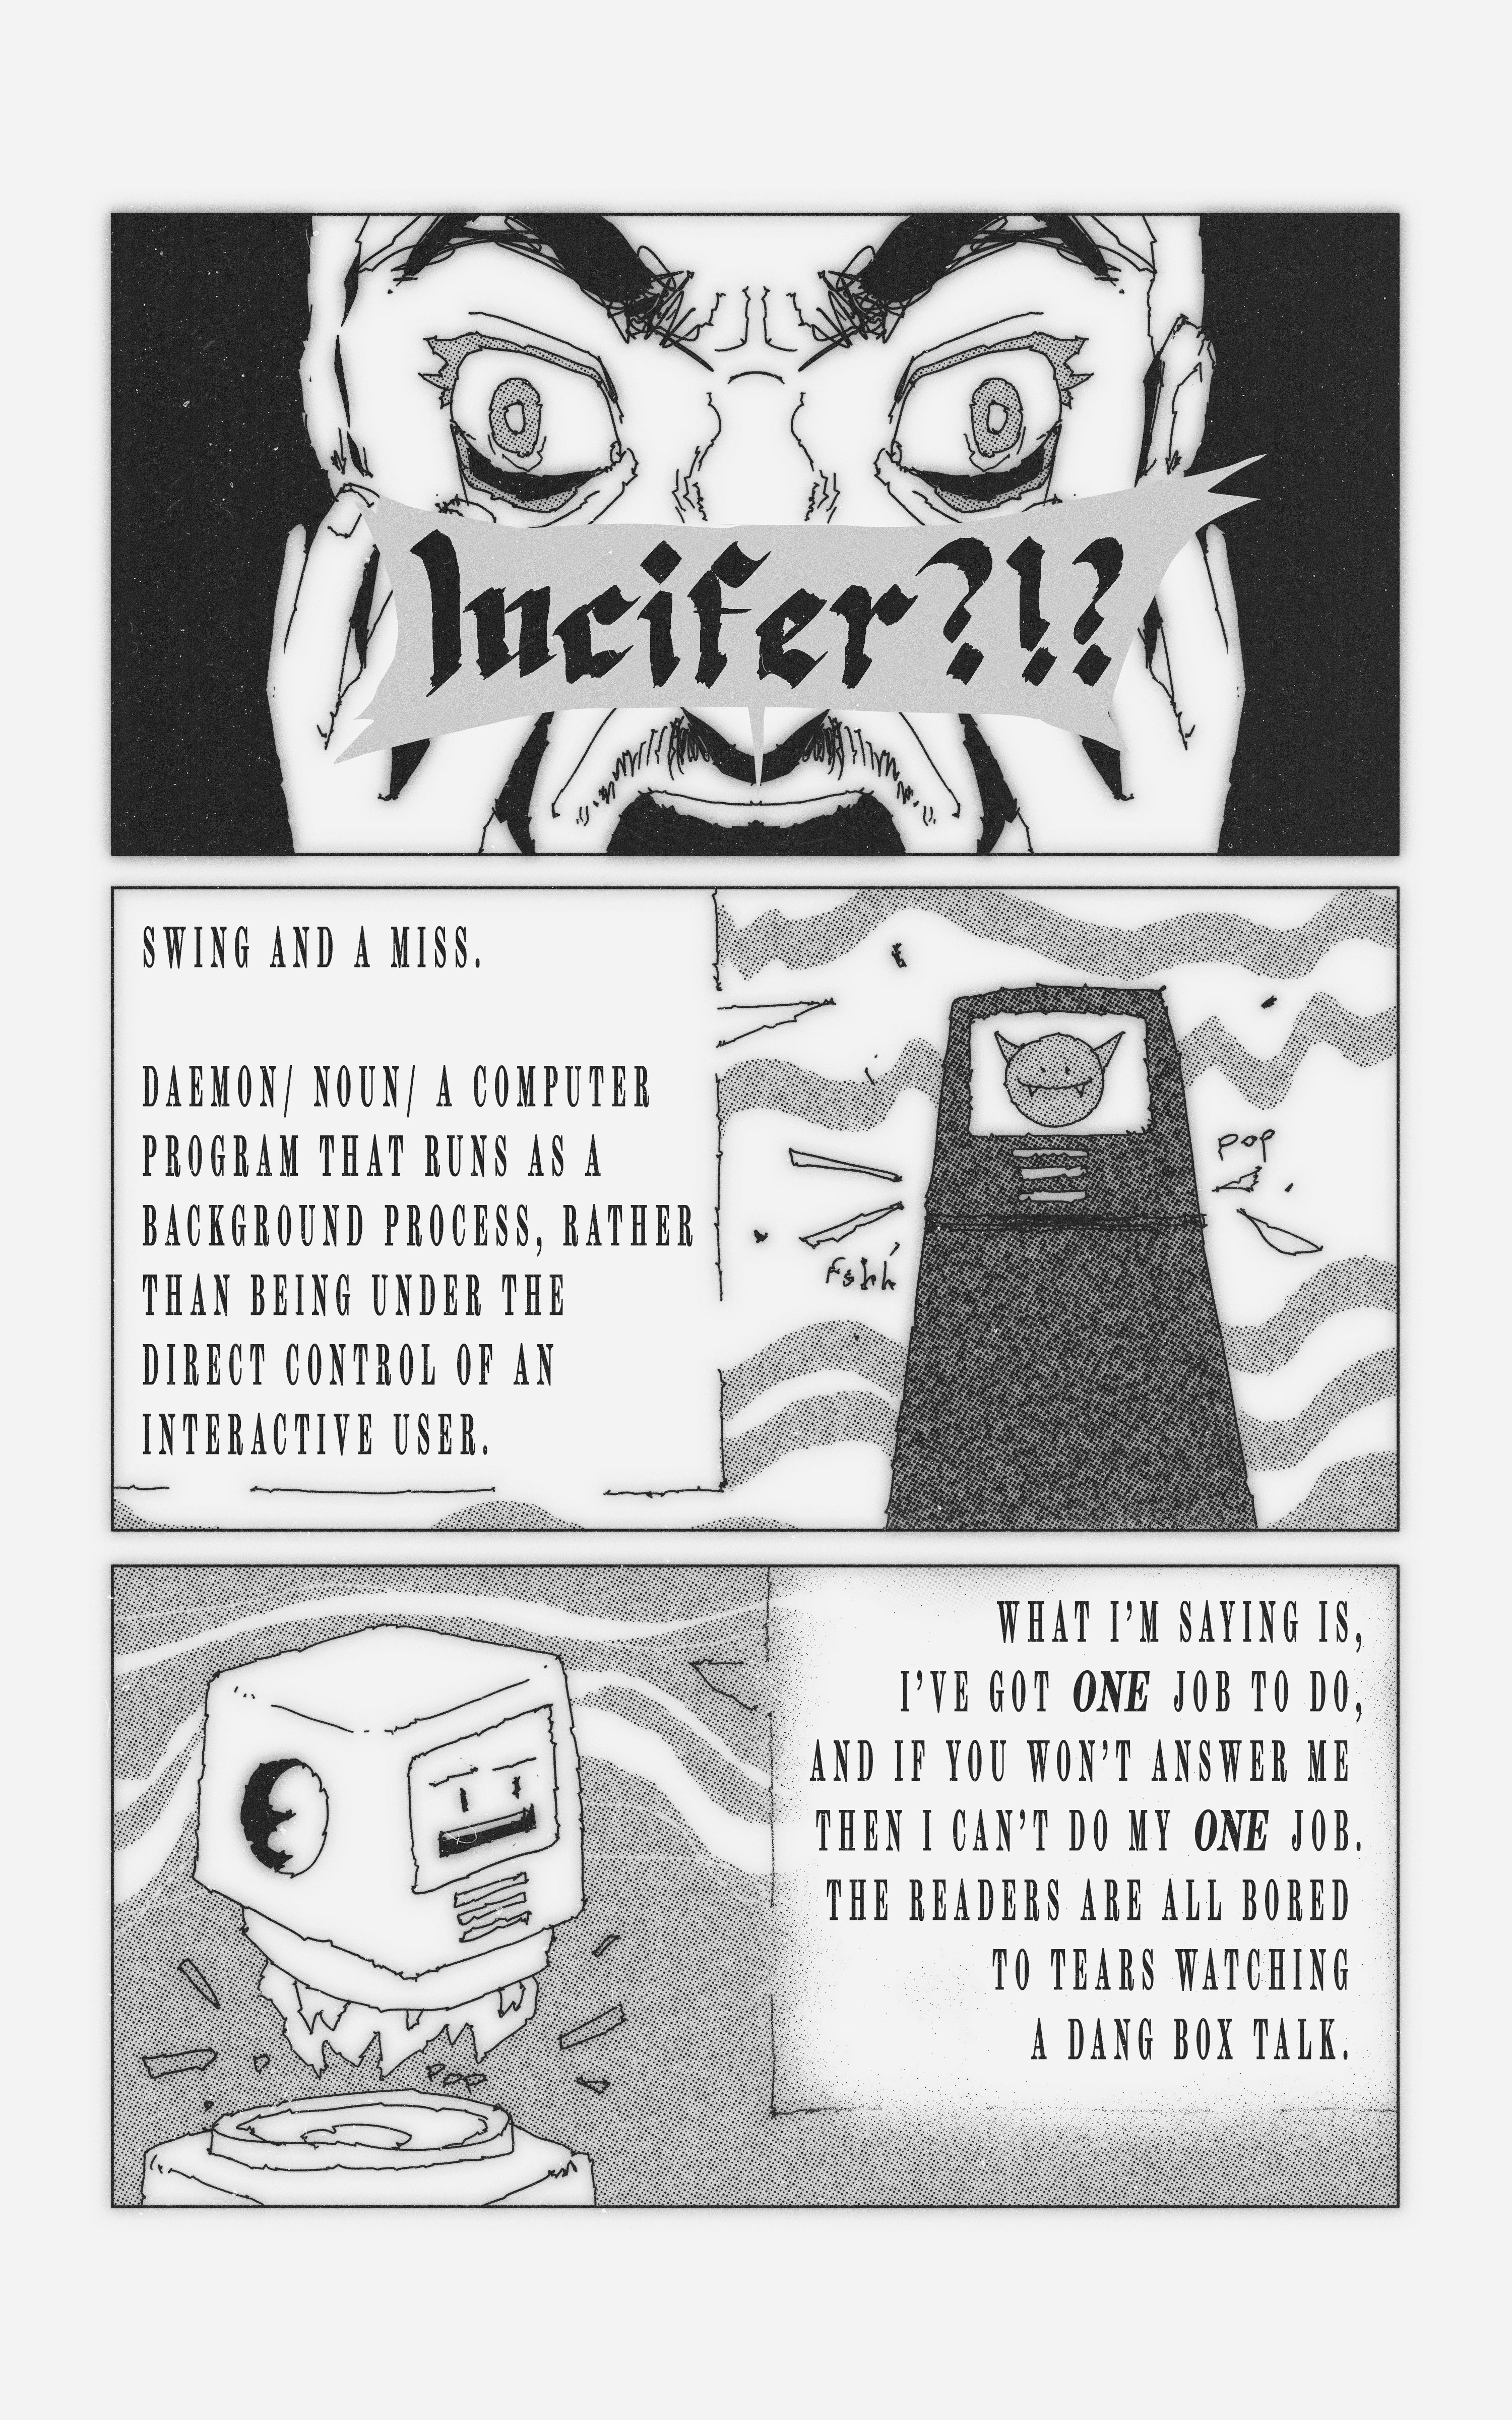 lucifer?!?
SWING AND A MISS.
DAEMON/ NOUN/ A COMPUTER
PROGRAM THAT RUNS AS A
BACKGROUND PROCESS, RATHER
THAN BEING UNDER THE
DIRECT CONTROL OF AN
INTERACTIVE USER.
pop
Fshh
WHAT I'M SAYING IS,
I'VE GOT ONE JOB TO DO,
AND IF YOU WON'T ANSWER ME
THEN I CAN'T DO MY ONE JOB.
THE READERS ARE ALL BORED
TO TEARS WATCHING
A DANG BOX TALK.
POP